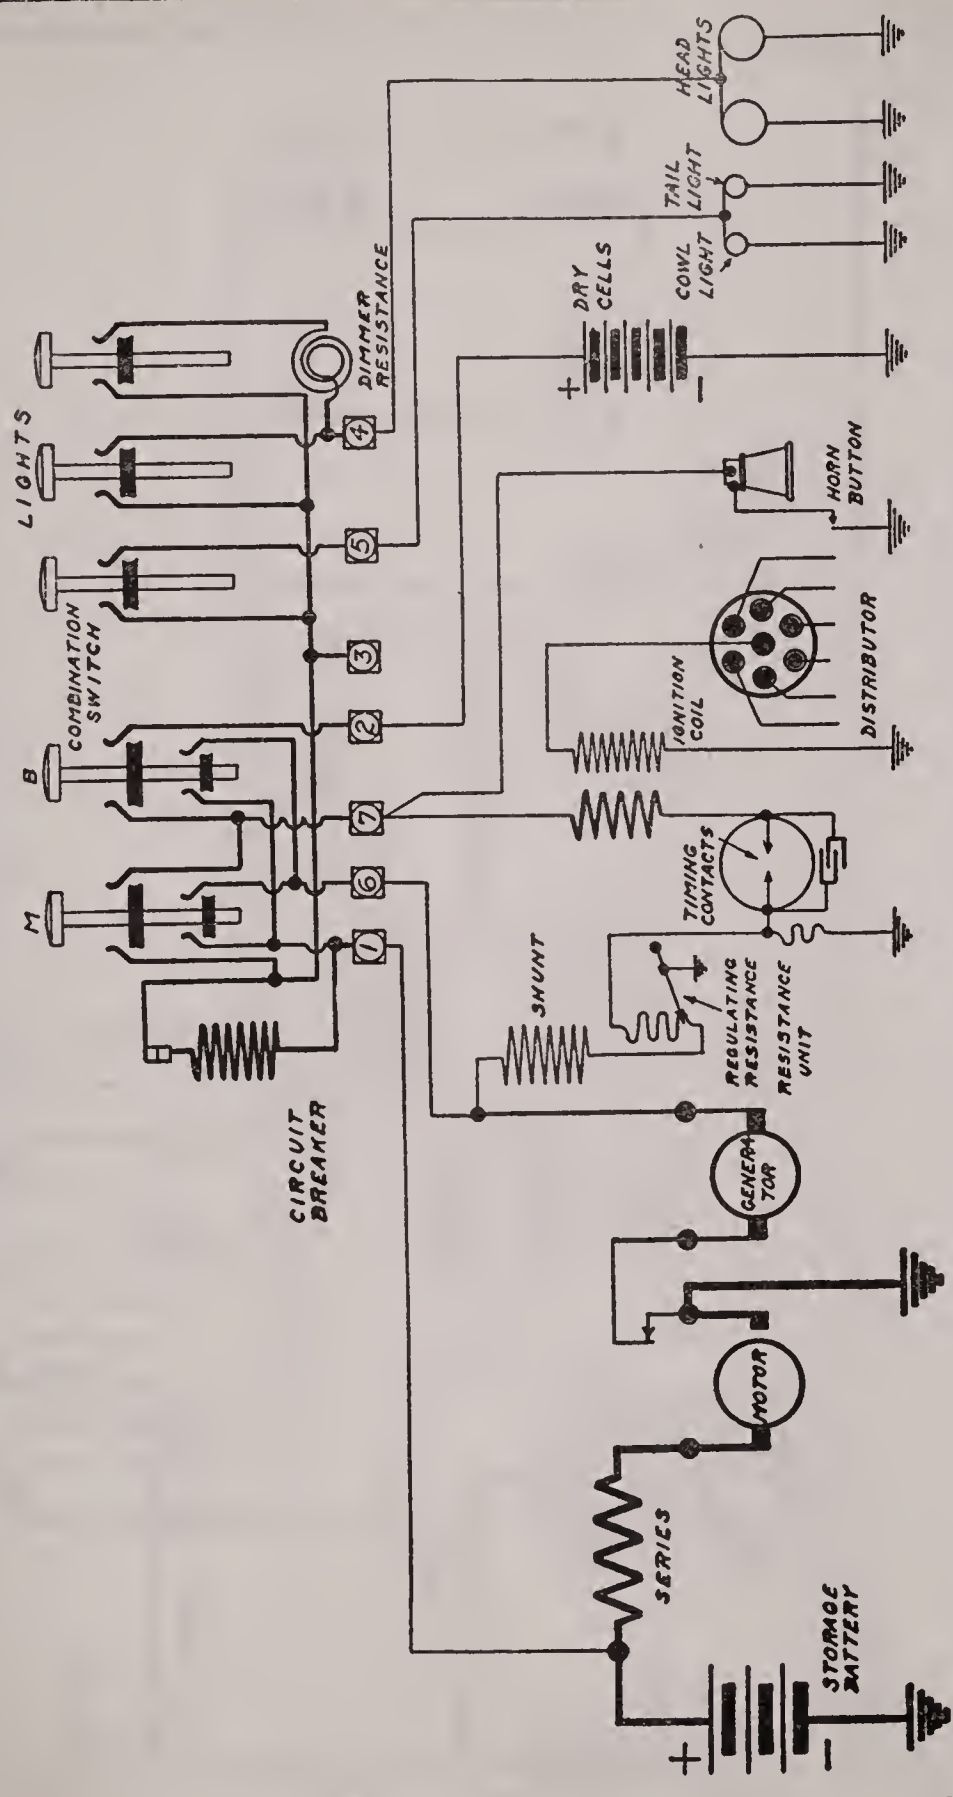 LIGHTS
COMBINATION
SWITCH
B
M
4
5
3
2
7
6
1
DIMMER
RESISTANCE
CIRCUIT
BREAKER
HEAD
LIGHTS
TAIL
LIGHT
COWL
LIGHT
DRY
CELLS
+
-
HORN
BUTTON
DISTRIBUTOR
IGNITION
COIL
TIMING
CONTACTS
SHUNT
REGULATING
RESISTANCE
RESISTANCE
UNIT
GENERA
TOR
MOTOR
SERIES
STORAGE
BATTERY
+
-